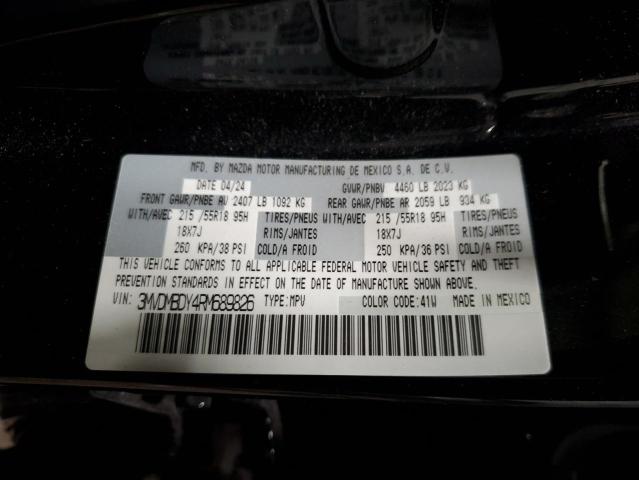 MFD. BY MAZDA MOTOR MANUFACTURING DE MEXICO S.A. DE C.V.
DATE 04/24 GVWR/PNBV 4460 LB 2023 KG
FRONT GAWR/PNBE AV 2407 LB 1092 KG REAR GAWR/PNBE AR 2059 LB 934 KG
WITH/AVEC 215 /55R18 95H TIRES/PNEUS WITH/AVEC 215 /55R18 95H TIRES/PNEUS
18X7J RIMS/JANTES 18X7J RIMS/JANTES
260 KPA/38 PSI COLD/A FROID 250 KPA/36 PSI COLD/A FROID
THIS VEHICLE CONFORMS TO ALL APPLICABLE FEDERAL MOTOR VEHICLE SAFETY AND THEFT
PREVENTION STANDARDS IN EFFECT ON THE DATE OF MANUFACTURE SHOWN ABOVE.
VIN: 3MVDMBDY4RM689826 TYPE:MPV COLOR CODE:41W MADE IN MEXICO